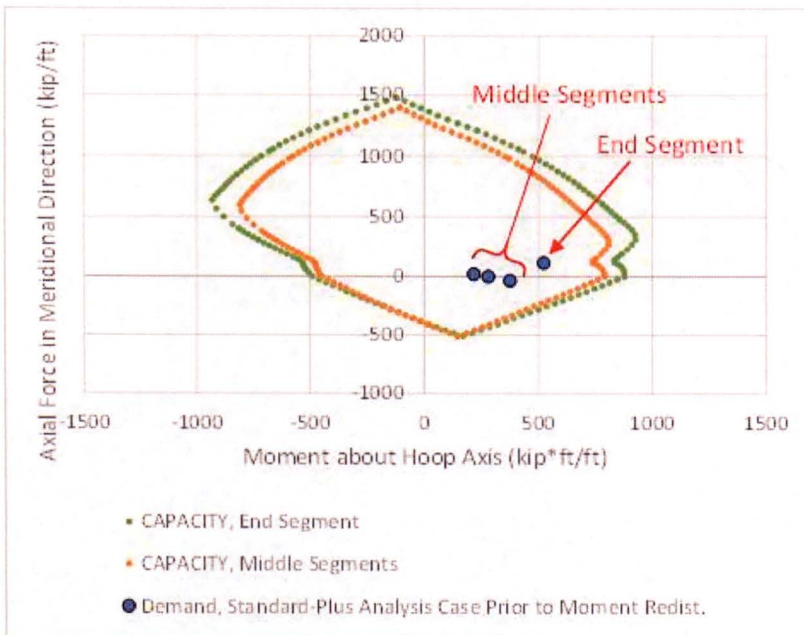 2000
1500
1000
500
0
-500
-1000
-1500 -1000 -500 0 500 1000 1500
Axial Force in Meridional Direction (kip/ft)
Middle Segments
End Segment
Moment about Hoop Axis (kip*ft/ft)
CAPACITY, End Segment
CAPACITY, Middle Segments
Demand, Standard-Plus Analysis Case Prior to Moment Redist.